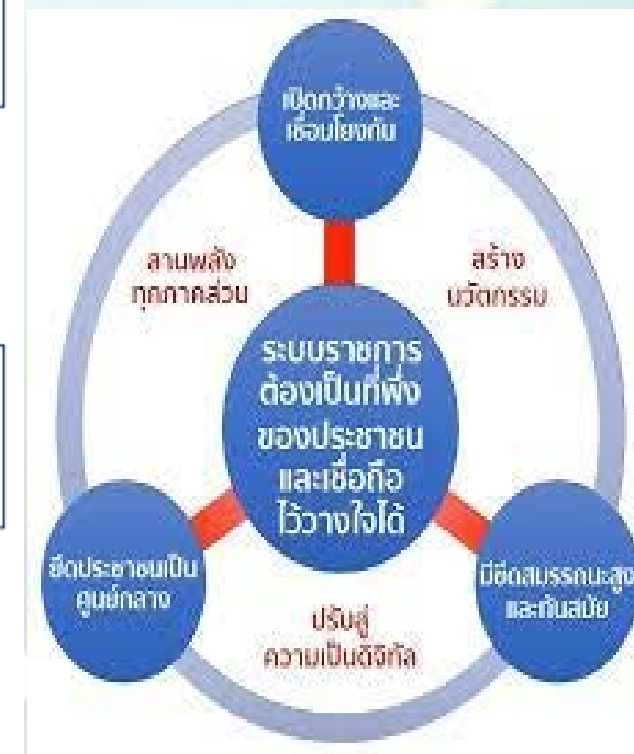 เปิดกว้างและ
เชื่อมโยงกัน
สานพลัง
ทุกภาคส่วน
สร้าง
นวัตกรรม
ระบบราชการ
ต้องเป็นที่พึ่ง
ของประชาชน
และเชื่อถือ
ไว้วางใจได้
ยึดประชาชนเป็น
ศูนย์กลาง
มีขีดสมรรถนะสูง
และทันสมัย
ปรับสู่
ความเป็นดิจิทัล